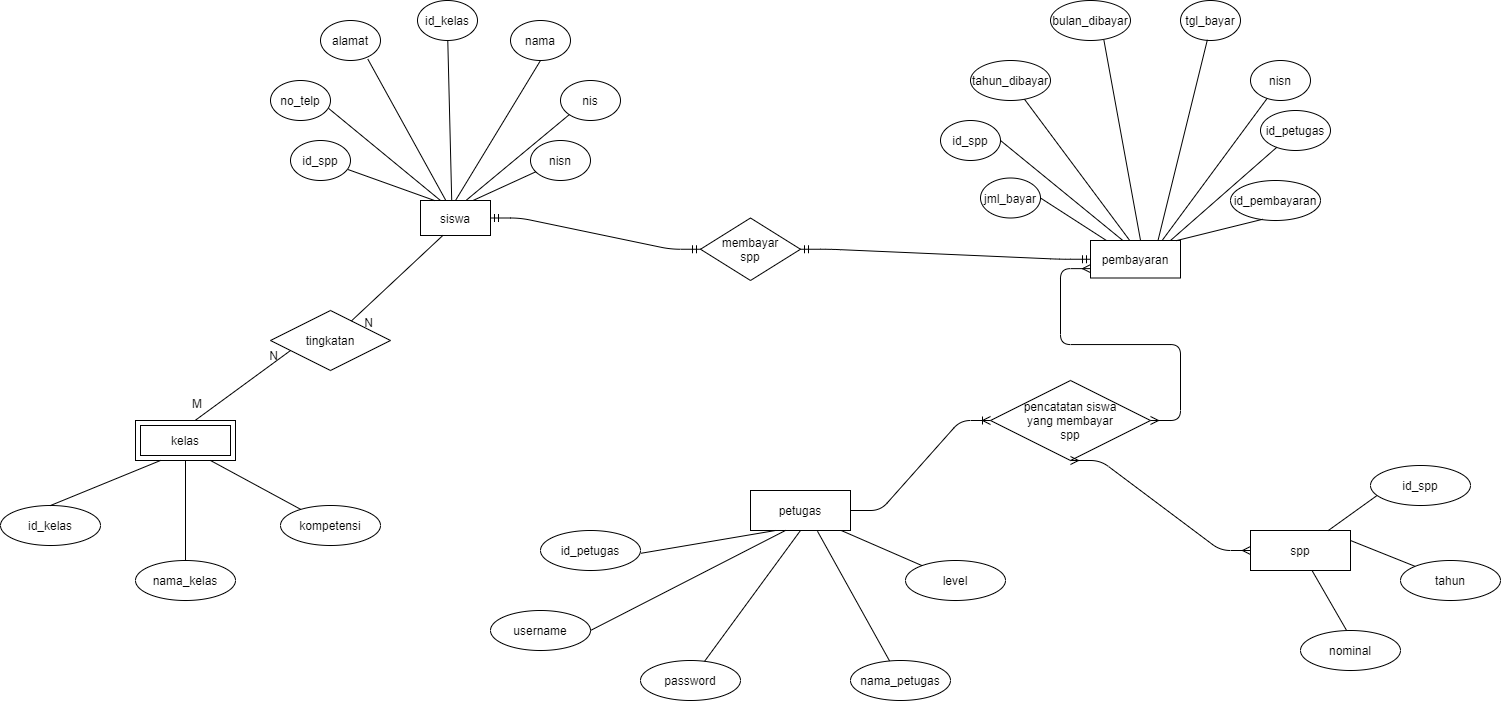 id_kelas
alamat
nama
no_telp
nis
id_spp
nisn
siswa
bulan_dibayar
tgl_bayar
tahun_dibayar
nisn
id_spp
id_petugas
jml_bayar
id_pembayaran
pembayaran
membayar
spp
N
tingkatan
N
M
kelas
id_kelas
kompetensi
nama_kelas
pencatatan siswa
yang membayar
spp
petugas
id_petugas
level
username
password
nama_petugas
spp
id_spp
tahun
nominal